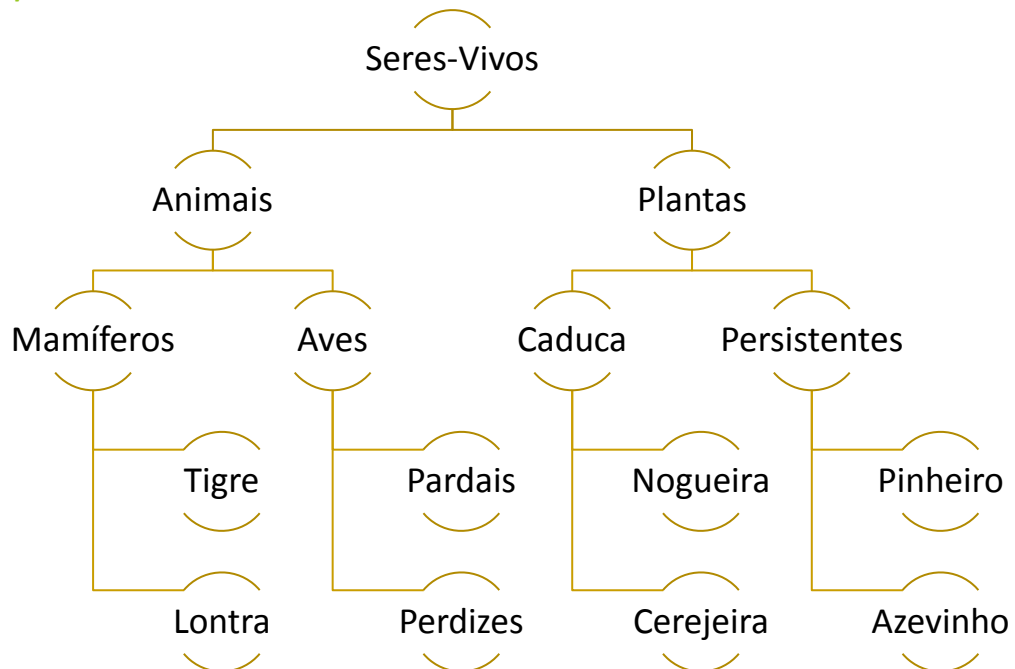 Seres-Vivos
Animais
Plantas
Mamíferos
Aves
Caduca
Persistentes
Tigre
Pardais
Nogueira
Pinheiro
Lontra
Perdizes
Cerejeira
Azevinho